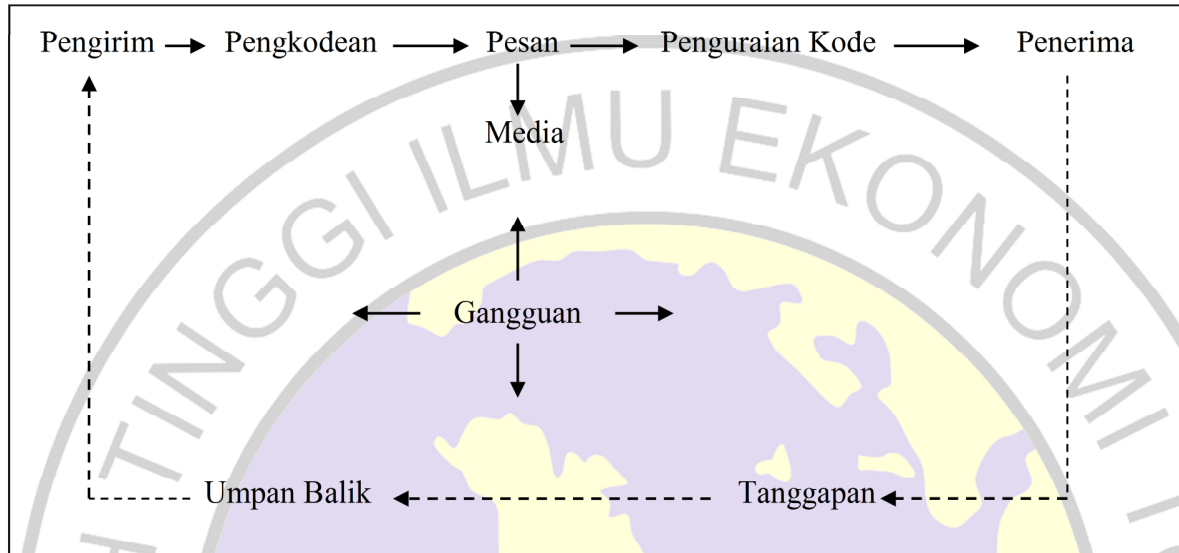 Pengirim Pengkodean Pesan Penguraian Kode Penerima
Media
Gangguan
Umpan Balik Tanggapan
TINGGI ILMU EKONOMI